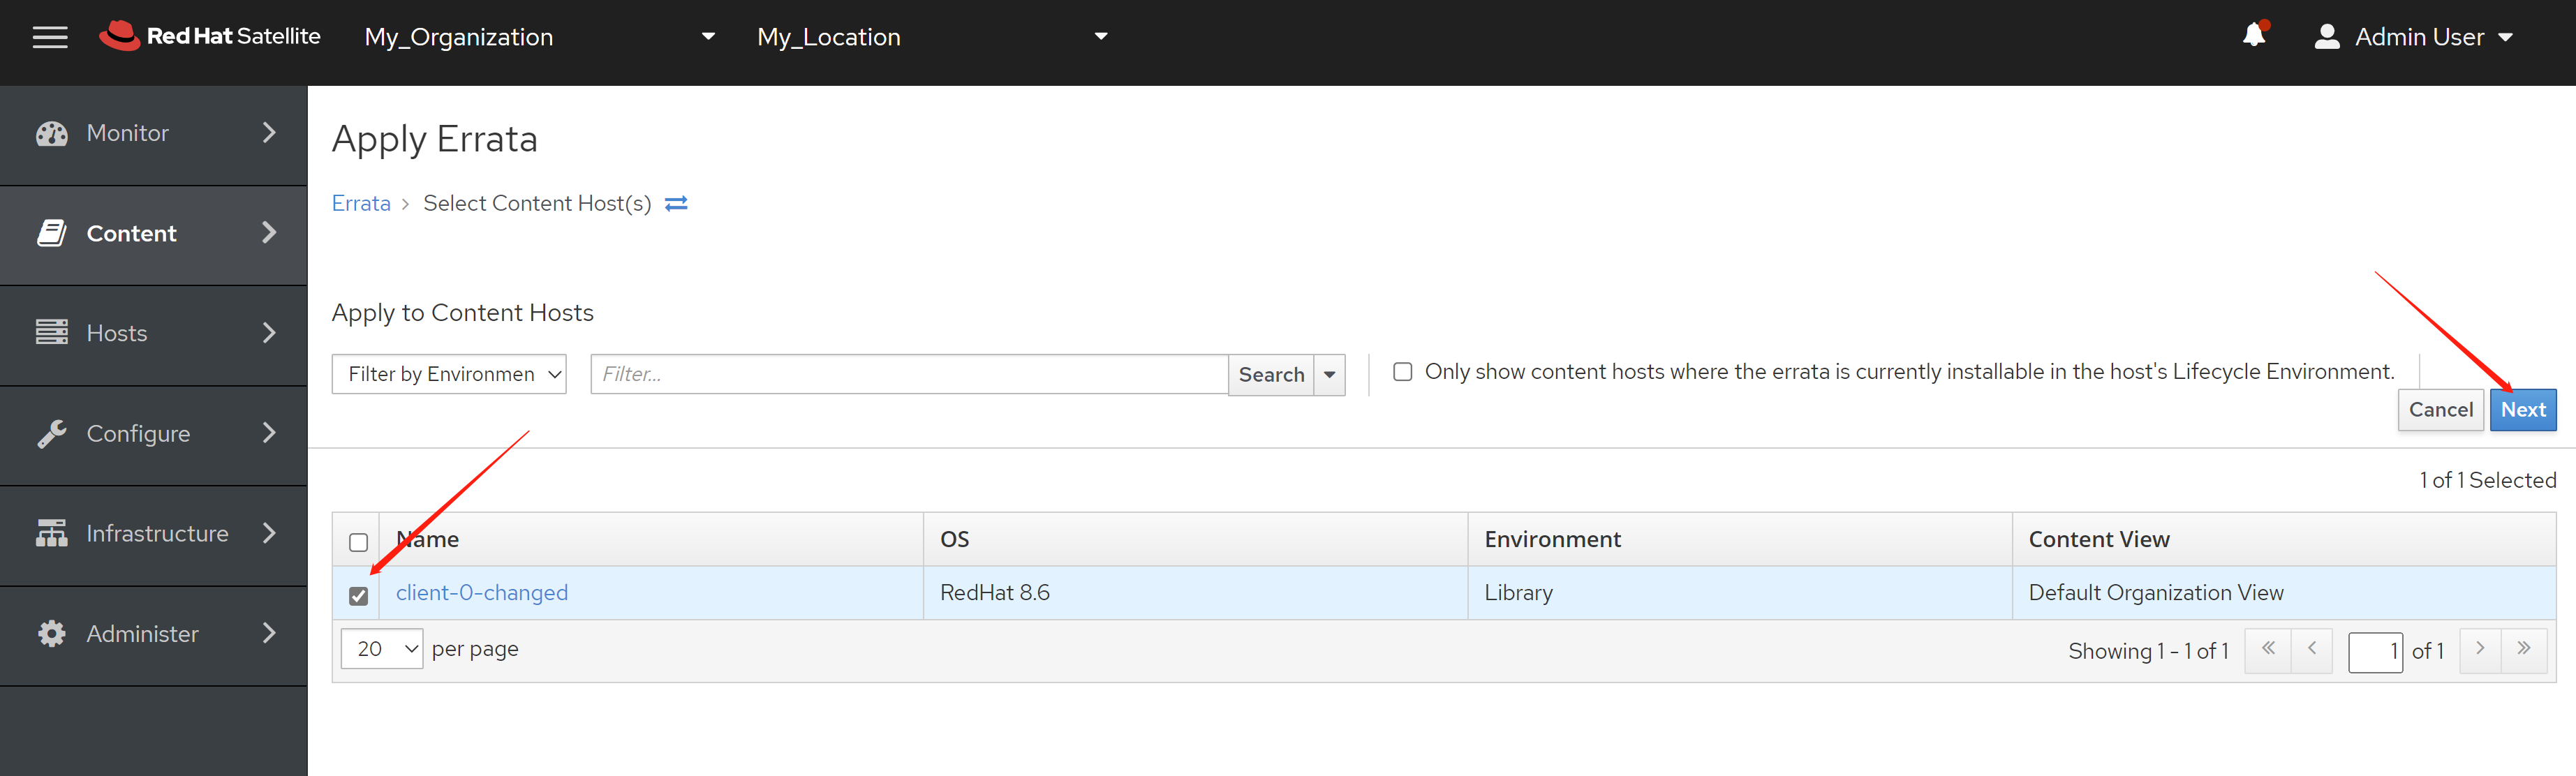 Red Hat Satellite My_Organization My_Location Admin User
Monitor
Content
Hosts
Configure
Infrastructure
Administer
Apply Errata
Errata > Select Content Host(s)
Apply to Content Hosts
Filter by Environmen Filter... Search Only show content hosts where the errata is currently installable in the host's Lifecycle Environment.
Cancel Next
1 of 1 Selected
Name OS Environment Content View
client-0-changed RedHat 8.6 Library Default Organization View
20 per page Showing 1 - 1 of 1 « ‹ 1 of 1 › »